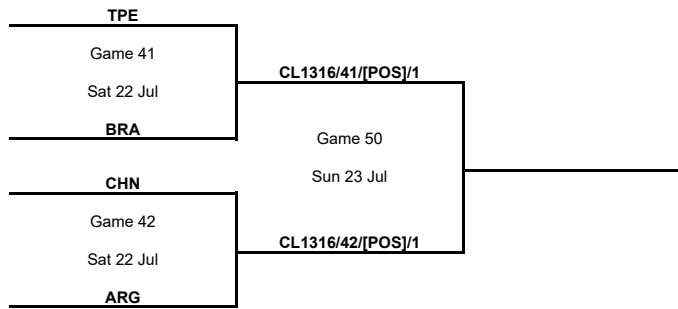 TPE
Game 41
Sat 22 Jul
BRA
CL1316/41/[POS]/1
Game 50
Sun 23 Jul
CHN
Game 42
Sat 22 Jul
ARG
CL1316/42/[POS]/1